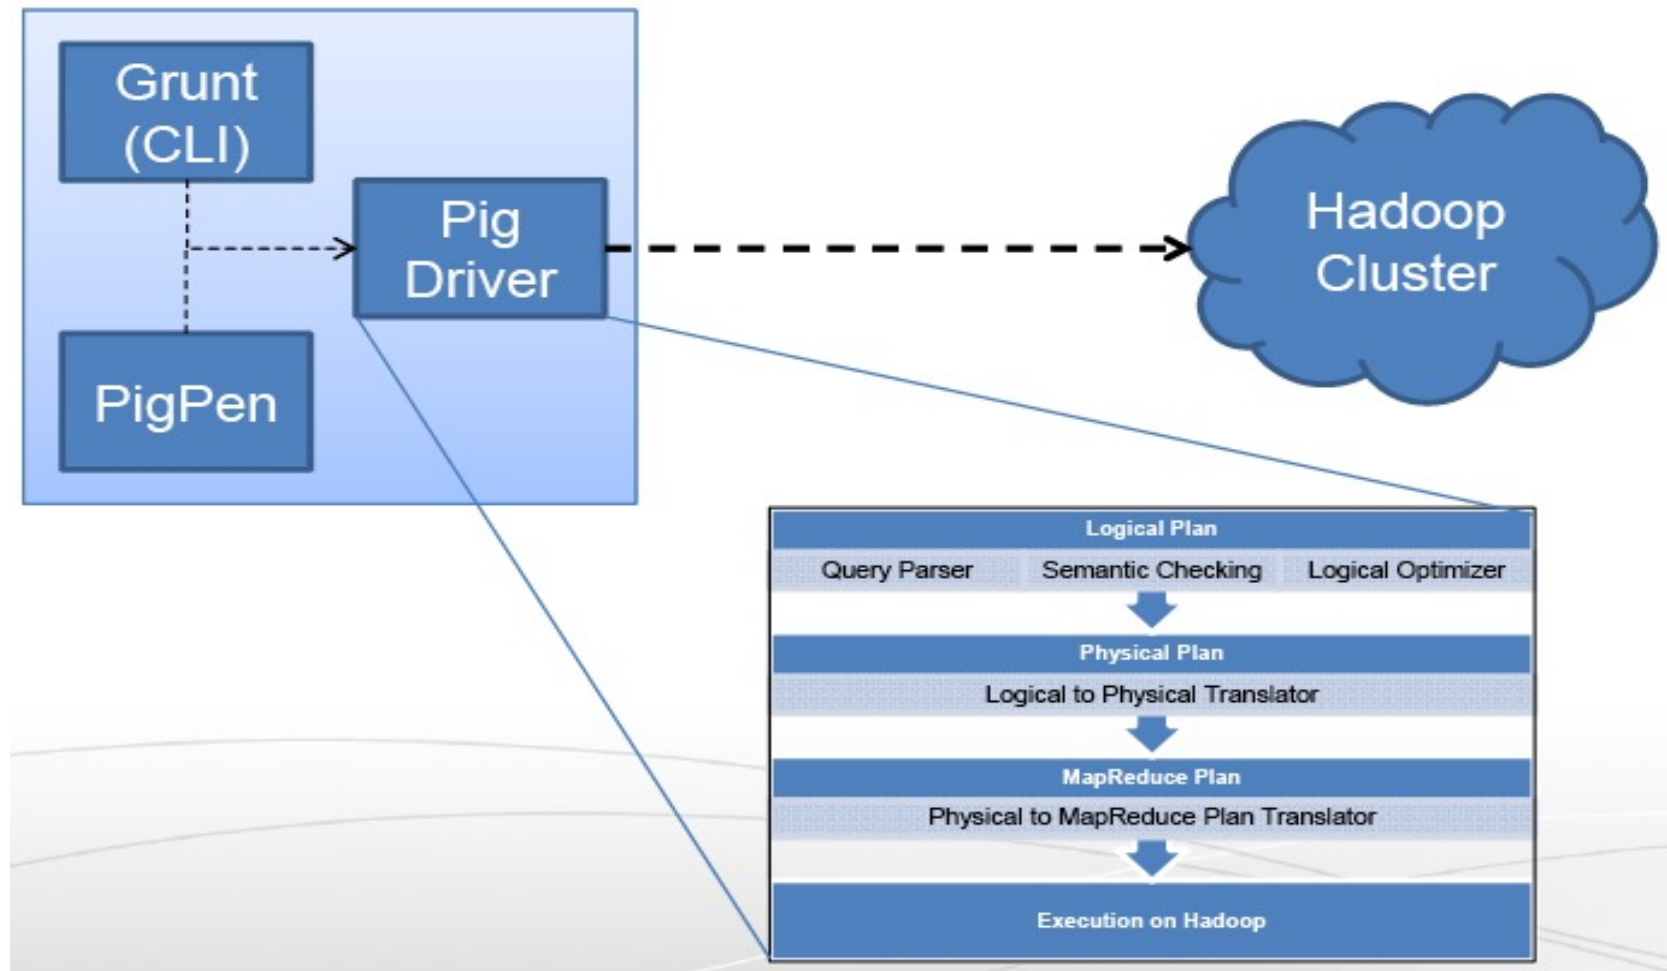 Grunt
(CLI)
Pig
Driver
PigPen
Hadoop
Cluster
Logical Plan
Query Parser
Semantic Checking
Logical Optimizer
Physical Plan
Logical to Physical Translator
MapReduce Plan
Physical to MapReduce Plan Translator
Execution on Hadoop